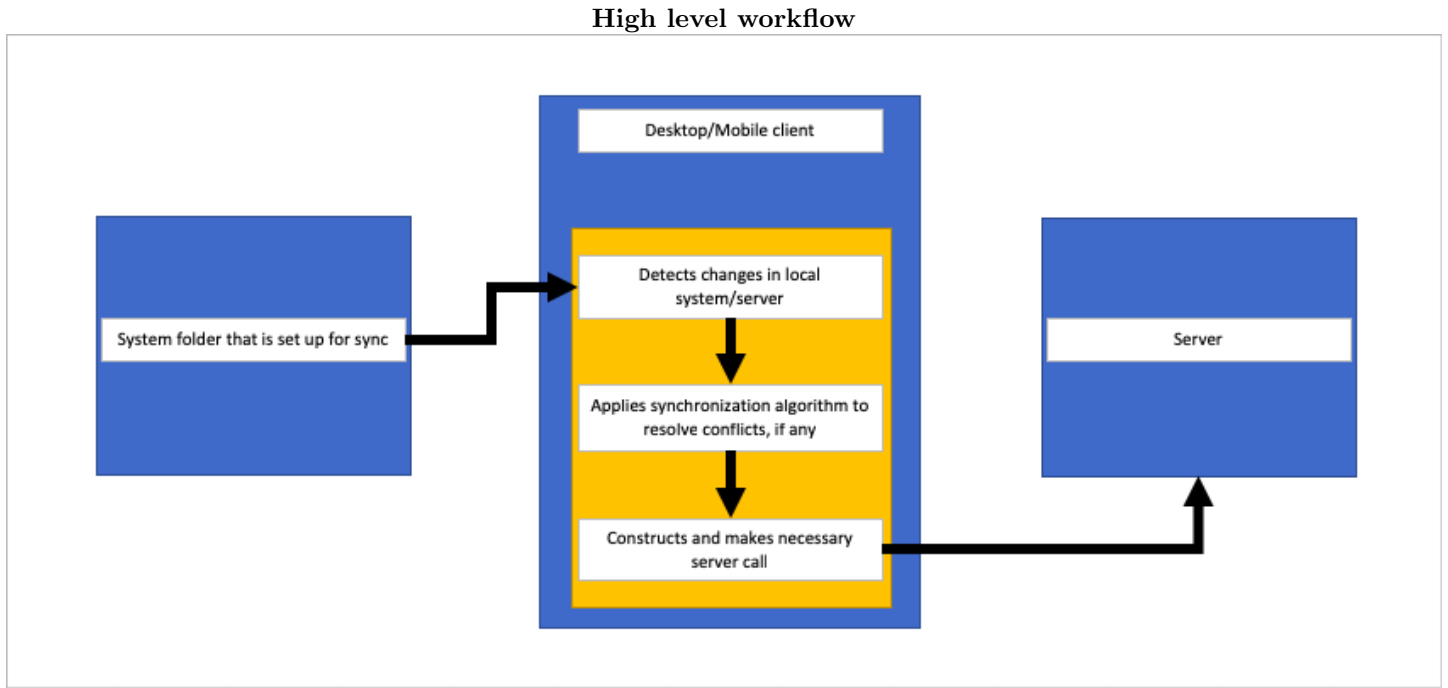 High level workflow
Desktop/Mobile client
Detects changes in local
system/server
System folder that is set up for sync
Server
Applies synchronization algorithm to
resolve conflicts, if any
Constructs and makes necessary
server call